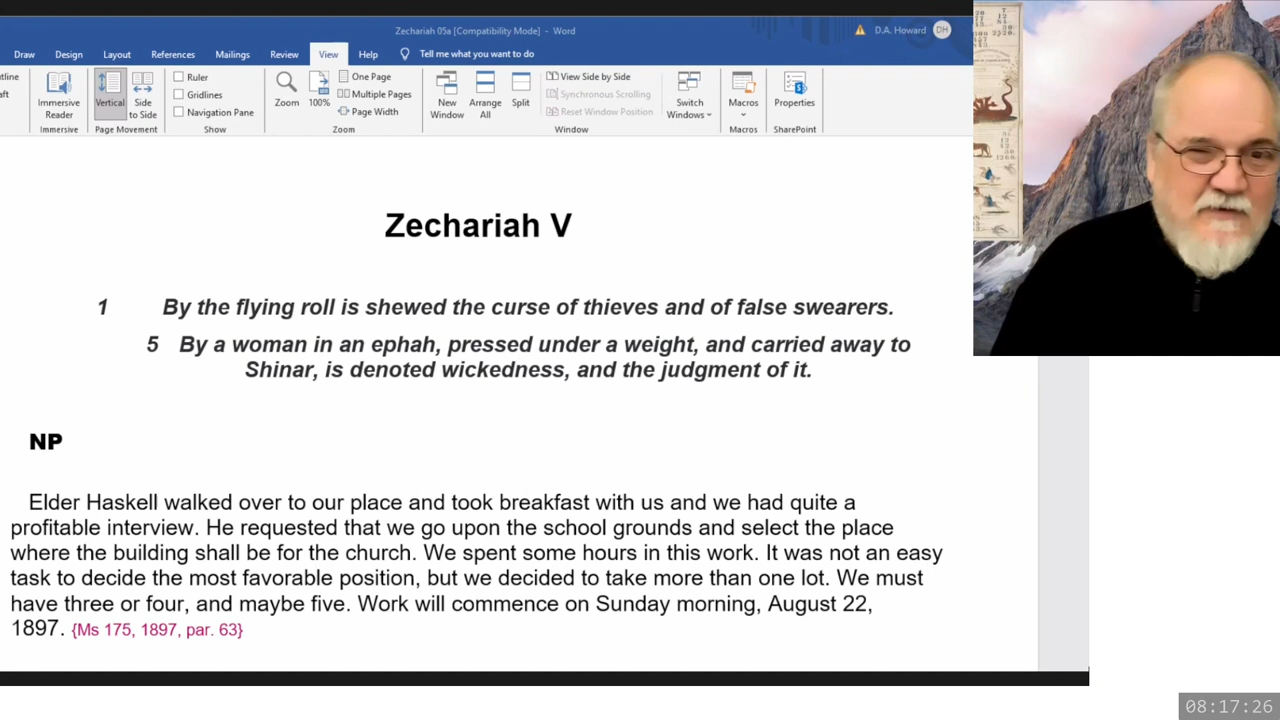 Zechariah 05a [Compatibility Mode] - Word
D.A. Howard DH
Draw Design Layout References Mailings Review View Help Tell me what you want to do
Immersive Reader
Vertical
Side to Side
Ruler
Gridlines
Navigation Pane
Zoom
100%
One Page
Multiple Pages
Page Width
New Window
Arrange All
Split
View Side by Side
Synchronous Scrolling
Reset Window Position
Switch Windows
Macros
Properties
Immersive Page Movement Show Zoom Window Macros SharePoint
Zechariah V
1 By the flying roll is shewed the curse of thieves and of false swearers.
5 By a woman in an ephah, pressed under a weight, and carried away to
Shinar, is denoted wickedness, and the judgment of it.
NP
Elder Haskell walked over to our place and took breakfast with us and we had quite a
profitable interview. He requested that we go upon the school grounds and select the place
where the building shall be for the church. We spent some hours in this work. It was not an easy
task to decide the most favorable position, but we decided to take more than one lot. We must
have three or four, and maybe five. Work will commence on Sunday morning, August 22,
1897. {Ms 175, 1897, par. 63}
08:17:26